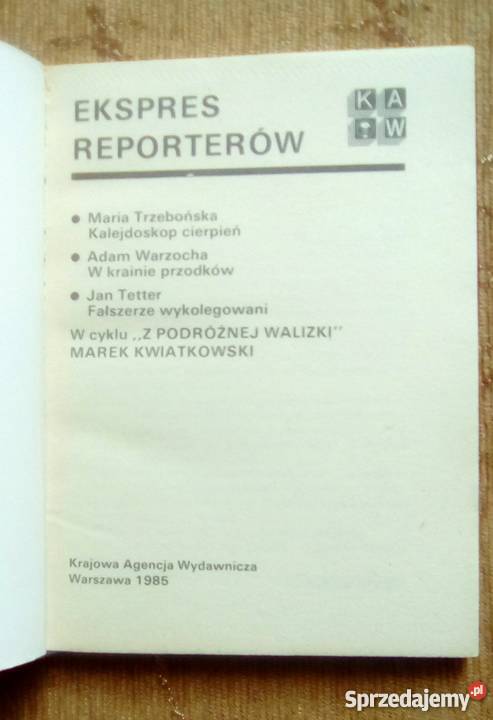 EKSPRES
REPORTERÓW
K A
W
● Maria Trzebońska
Kalejdoskop cierpień
● Adam Warzocha
W krainie przodków
● Jan Tetter
Fałszerze wykolegowani
W cyklu „Z PODRÓŻNEJ WALIZKI"
MAREK KWIATKOWSKI
Krajowa Agencja Wydawnicza
Warszawa 1985
Sprzedajemy.pl